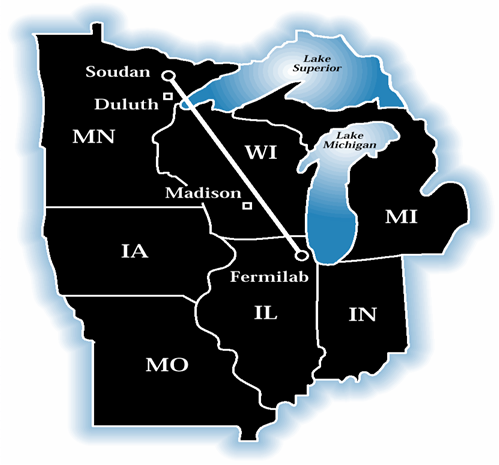 Soudan
Lake
Superior
Duluth
MN
Lake
Michigan
WI
Madison
MI
IA
Fermilab
IL
IN
MO